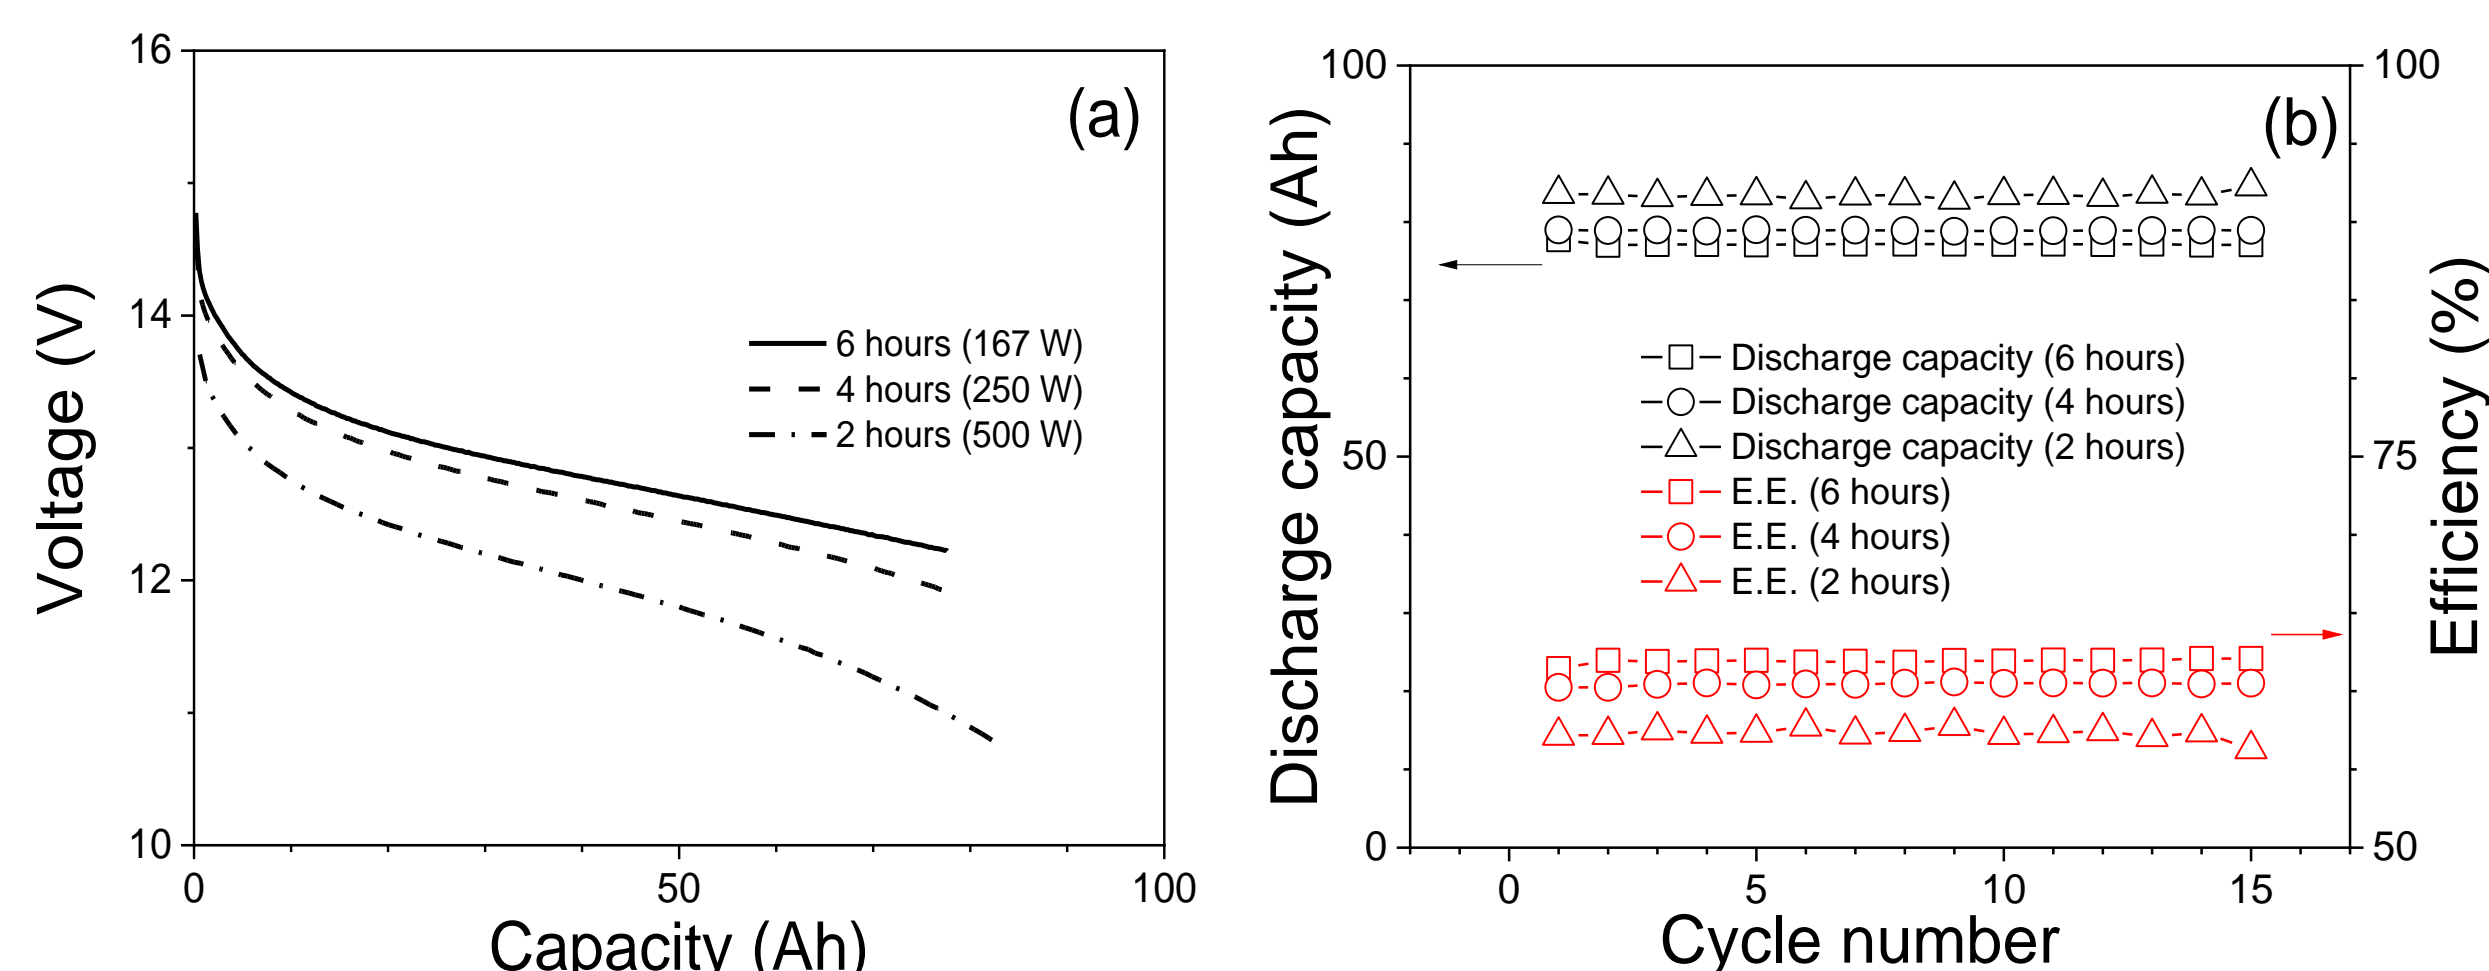 16
14
12
10
Voltage (V)
(a)
6 hours (167 W)
4 hours (250 W)
2 hours (500 W)
0
50
100
Capacity (Ah)
100
50
0
Discharge capacity (Ah)
(b)
Discharge capacity (6 hours)
Discharge capacity (4 hours)
Discharge capacity (2 hours)
E.E. (6 hours)
E.E. (4 hours)
E.E. (2 hours)
100
75
50
Efficiency (%)
0
5
10
15
Cycle number